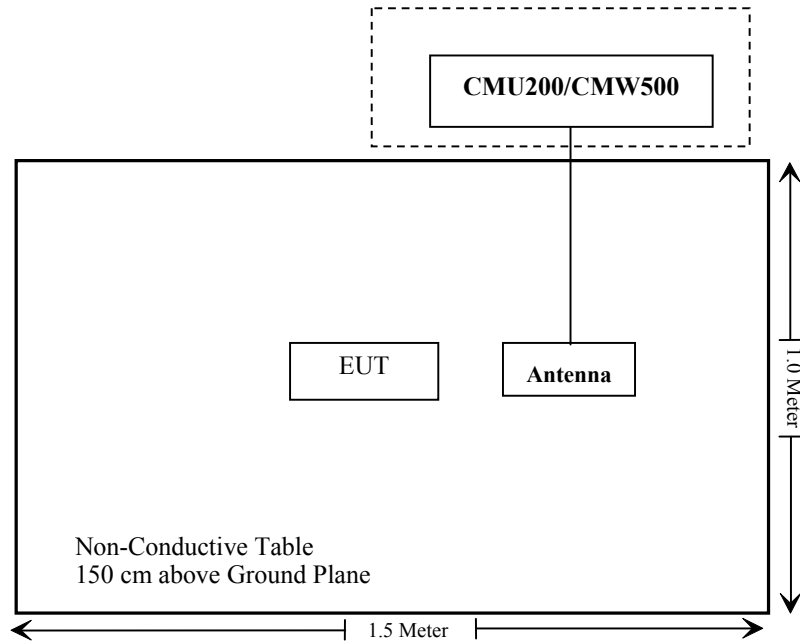 CMU200/CMW500
EUT
Antenna
1.0 Meter
Non-Conductive Table
150 cm above Ground Plane
1.5 Meter